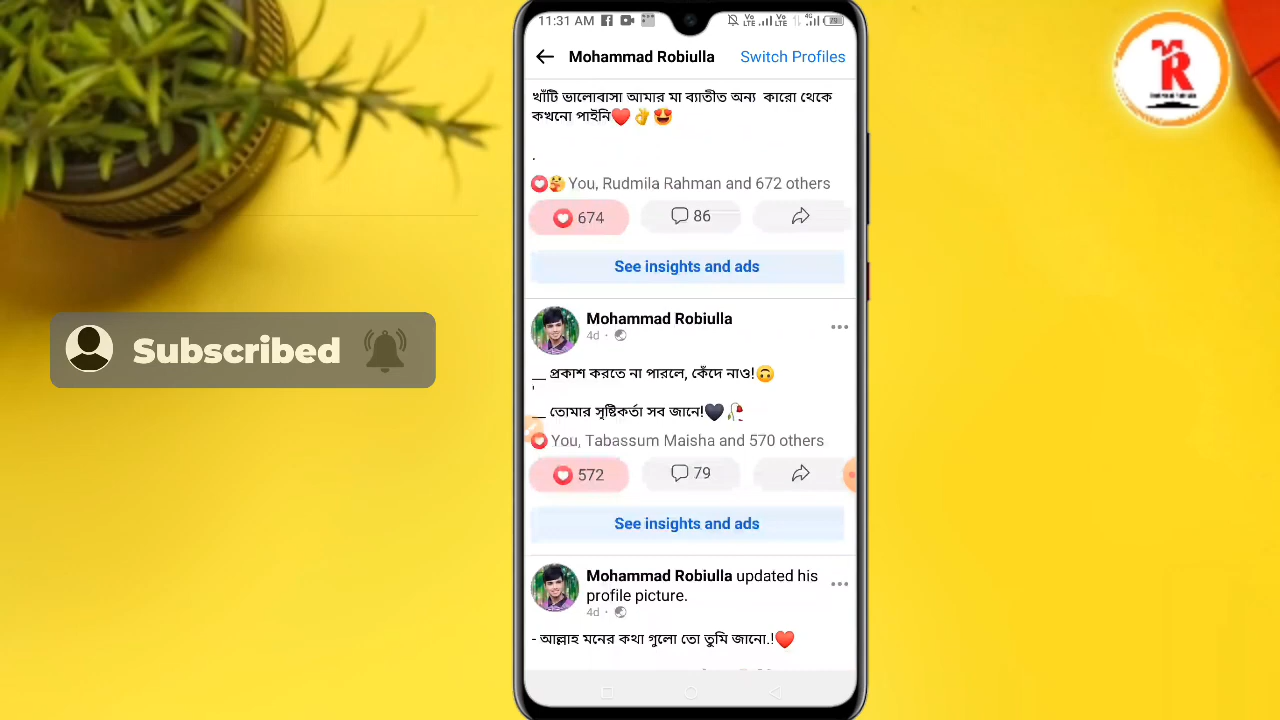 11:31 AM
Mohammad Robiulla
Switch Profiles
খাঁটি ভালোবাসা আমার মা ব্যাতীত অন্য কারো থেকে
কখনো পাইনি❤️👌😍
.
You, Rudmila Rahman and 672 others
674
86
See insights and ads
Mohammad Robiulla
4d ·
__ প্রকাশ করতে না পারলে, কেঁদে নাও!🙃
'
__ তোমার সৃষ্টিকর্তা সব জানে!🖤🥀
You, Tabassum Maisha and 570 others
572
79
See insights and ads
Mohammad Robiulla updated his
profile picture.
4d ·
- আল্লাহ মনের কথা গুলো তো তুমি জানো.!❤️
Subscribed
MR